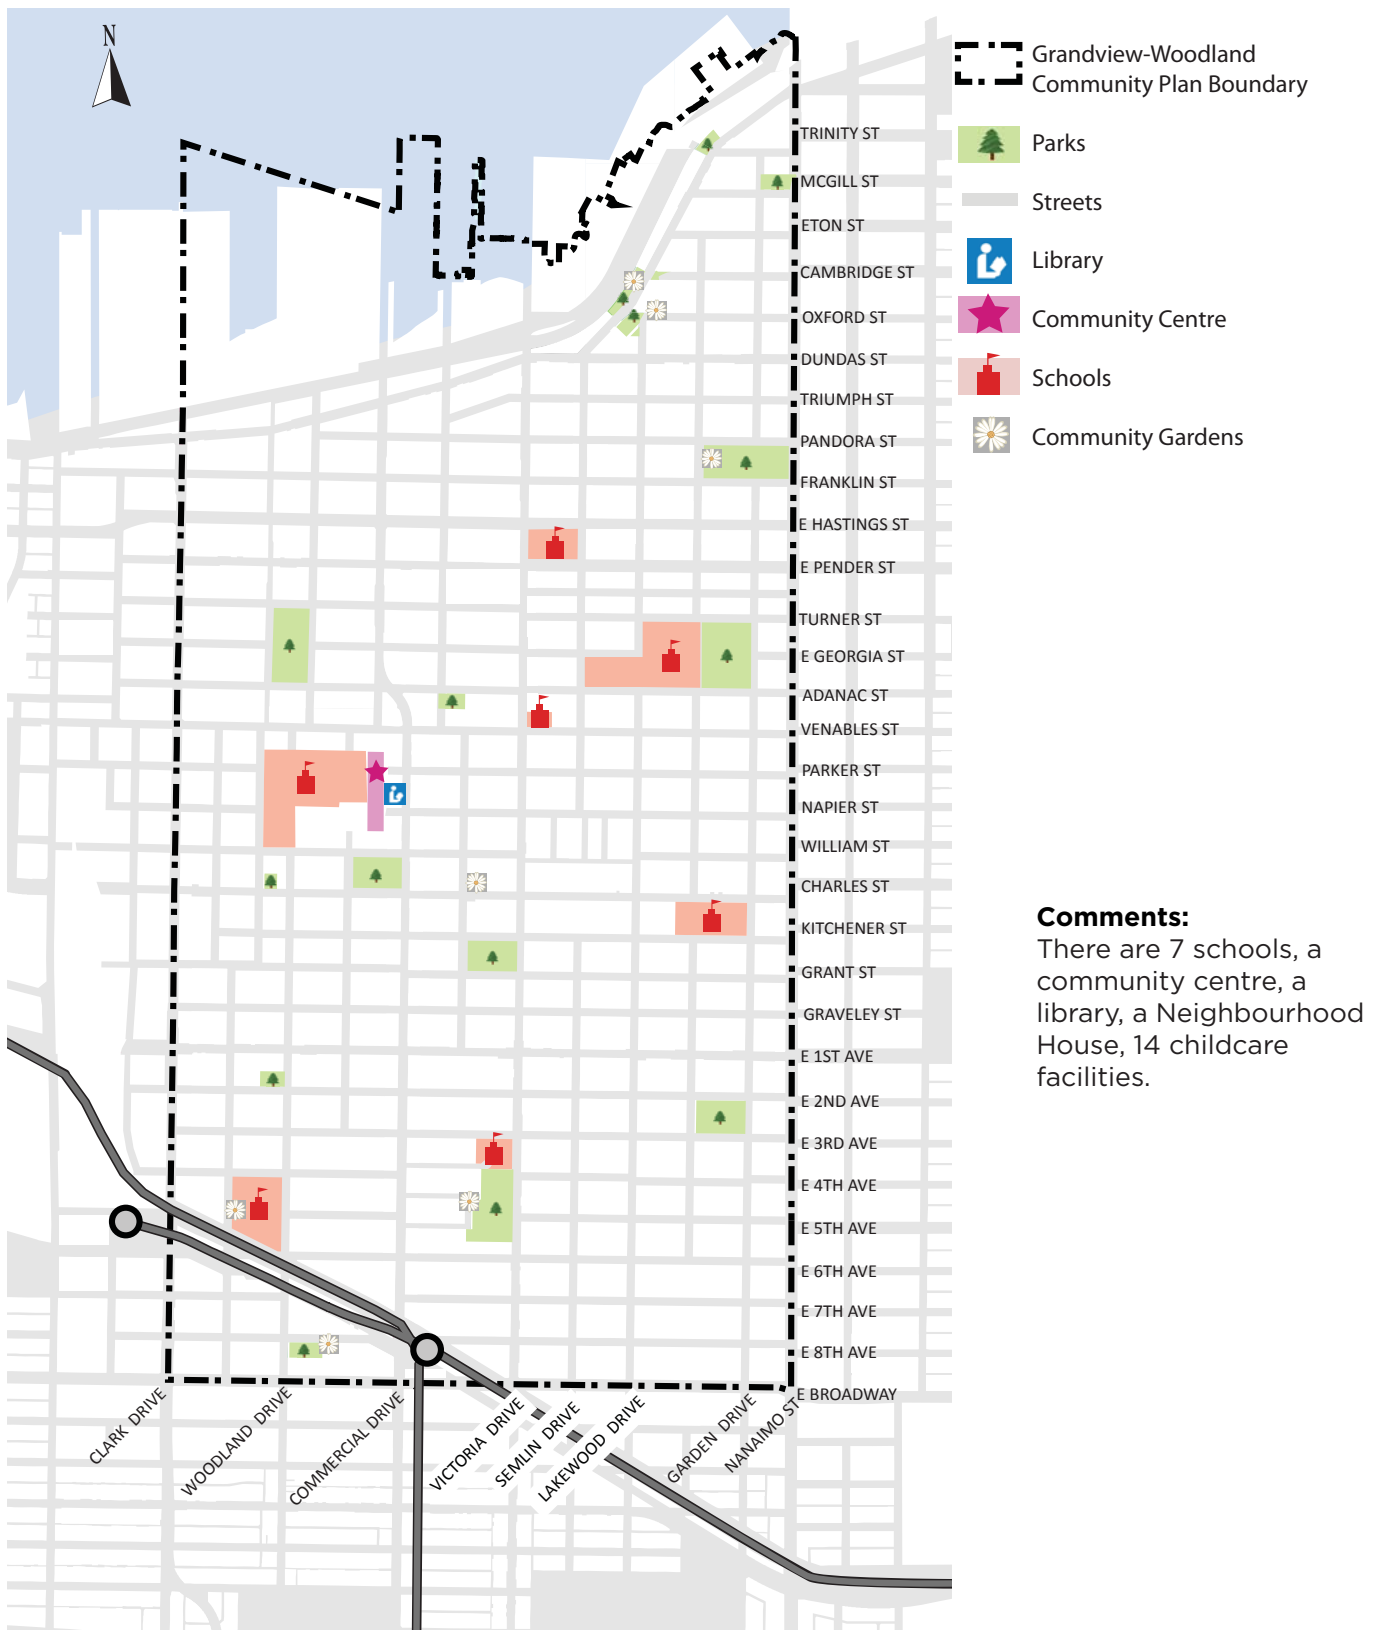 N
Grandview-Woodland
Community Plan Boundary
Parks
Streets
Library
Community Centre
Schools
Community Gardens
TRINITY ST
MCGILL ST
ETON ST
CAMBRIDGE ST
OXFORD ST
DUNDAS ST
TRIUMPH ST
PANDORA ST
FRANKLIN ST
E HASTINGS ST
E PENDER ST
TURNER ST
E GEORGIA ST
ADANAC ST
VENABLES ST
PARKER ST
NAPIER ST
WILLIAM ST
CHARLES ST
KITCHENER ST
GRANT ST
GRAVELEY ST
E 1ST AVE
E 2ND AVE
E 3RD AVE
E 4TH AVE
E 5TH AVE
E 6TH AVE
E 7TH AVE
E 8TH AVE
E BROADWAY
CLARK DRIVE
WOODLAND DRIVE
COMMERCIAL DRIVE
VICTORIA DRIVE
SEMLIN DRIVE
LAKEWOOD DRIVE
GARDEN DRIVE
NANAIMO ST
Comments:
There are 7 schools, a
community centre, a
library, a Neighbourhood
House, 14 childcare
facilities.